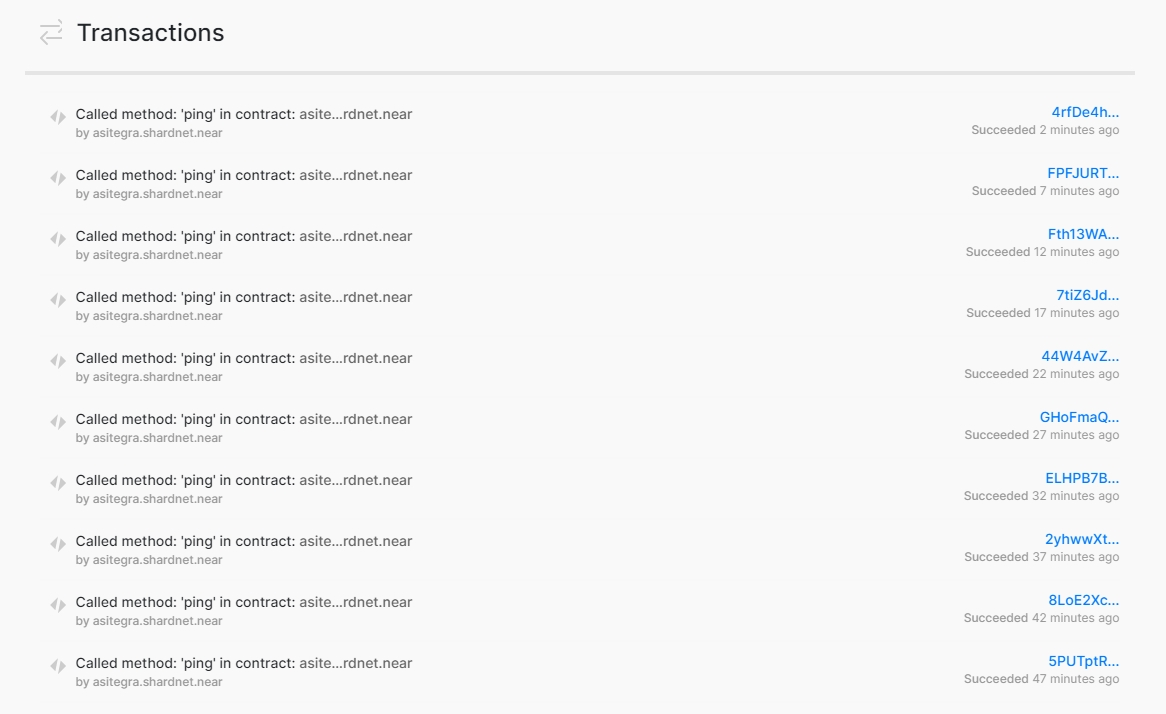 Transactions
Called method: 'ping' in contract: asite...rdnet.near
4rfDe4h...
by asitegra.shardnet.near
Succeeded 2 minutes ago
Called method: 'ping' in contract: asite...rdnet.near
FPFJURT...
by asitegra.shardnet.near
Succeeded 7 minutes ago
Called method: 'ping' in contract: asite...rdnet.near
Fth13WA...
by asitegra.shardnet.near
Succeeded 12 minutes ago
Called method: 'ping' in contract: asite...rdnet.near
7tiZ6Jd...
by asitegra.shardnet.near
Succeeded 17 minutes ago
Called method: 'ping' in contract: asite...rdnet.near
44W4AvZ...
by asitegra.shardnet.near
Succeeded 22 minutes ago
Called method: 'ping' in contract: asite...rdnet.near
GHoFmaQ...
by asitegra.shardnet.near
Succeeded 27 minutes ago
Called method: 'ping' in contract: asite...rdnet.near
ELHPB7B...
by asitegra.shardnet.near
Succeeded 32 minutes ago
Called method: 'ping' in contract: asite...rdnet.near
2yhwwXt...
by asitegra.shardnet.near
Succeeded 37 minutes ago
Called method: 'ping' in contract: asite...rdnet.near
8LoE2Xc...
by asitegra.shardnet.near
Succeeded 42 minutes ago
Called method: 'ping' in contract: asite...rdnet.near
5PUTptR...
by asitegra.shardnet.near
Succeeded 47 minutes ago